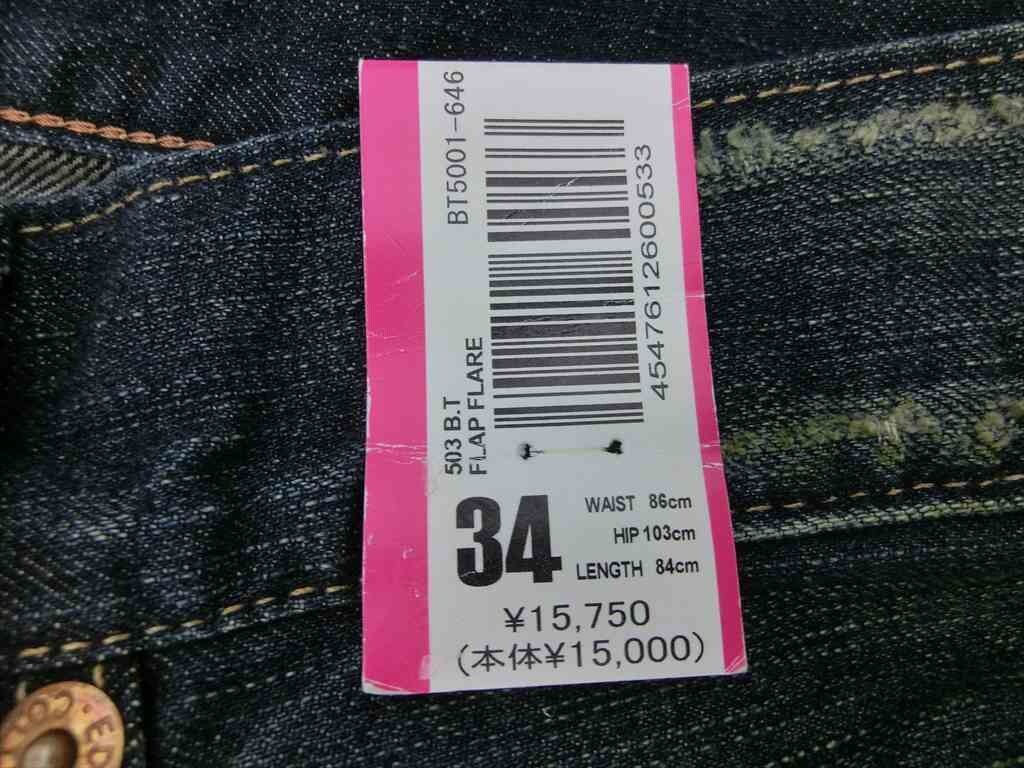 BT5001-646
4547612600533
503 B.T
FLAP FLARE
34
WAIST 86cm
HIP 103cm
LENGTH 84cm
¥15,750
(本体¥15,000)